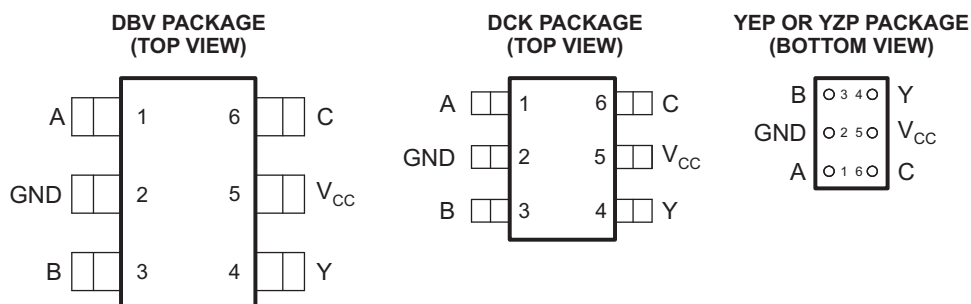 DBV PACKAGE
(TOP VIEW)
A 1 6 C
GND 2 5 VCC
B 3 4 Y
DCK PACKAGE
(TOP VIEW)
A 1 6 C
GND 2 5 VCC
B 3 4 Y
YEP OR YZP PACKAGE
(BOTTOM VIEW)
B 3 4 Y
GND 2 5 VCC
A 1 6 C